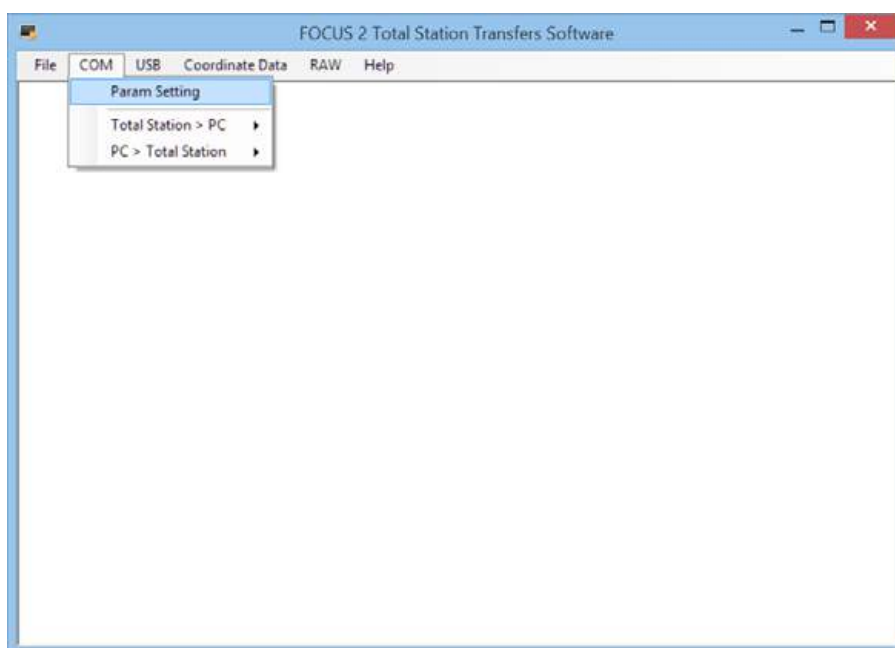 FOCUS 2 Total Station Transfers Software
File COM USB Coordinate Data RAW Help
Param Setting
Total Station > PC
PC > Total Station